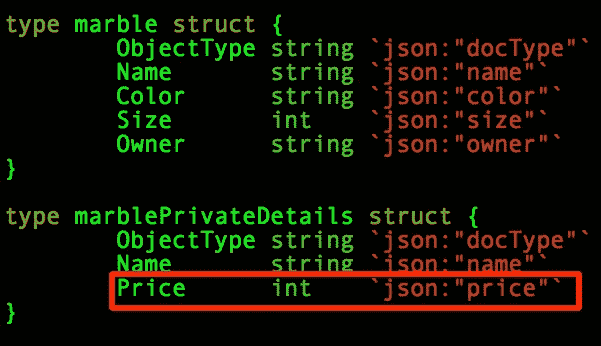 type marble struct {
ObjectType string `json:"docType"`
Name string `json:"name"`
Color string `json:"color"`
Size int `json:"size"`
Owner string `json:"owner"`
}
type marblePrivateDetails struct {
ObjectType string `json:"docType"`
Name string `json:"name"`
Price int `json:"price"`
}